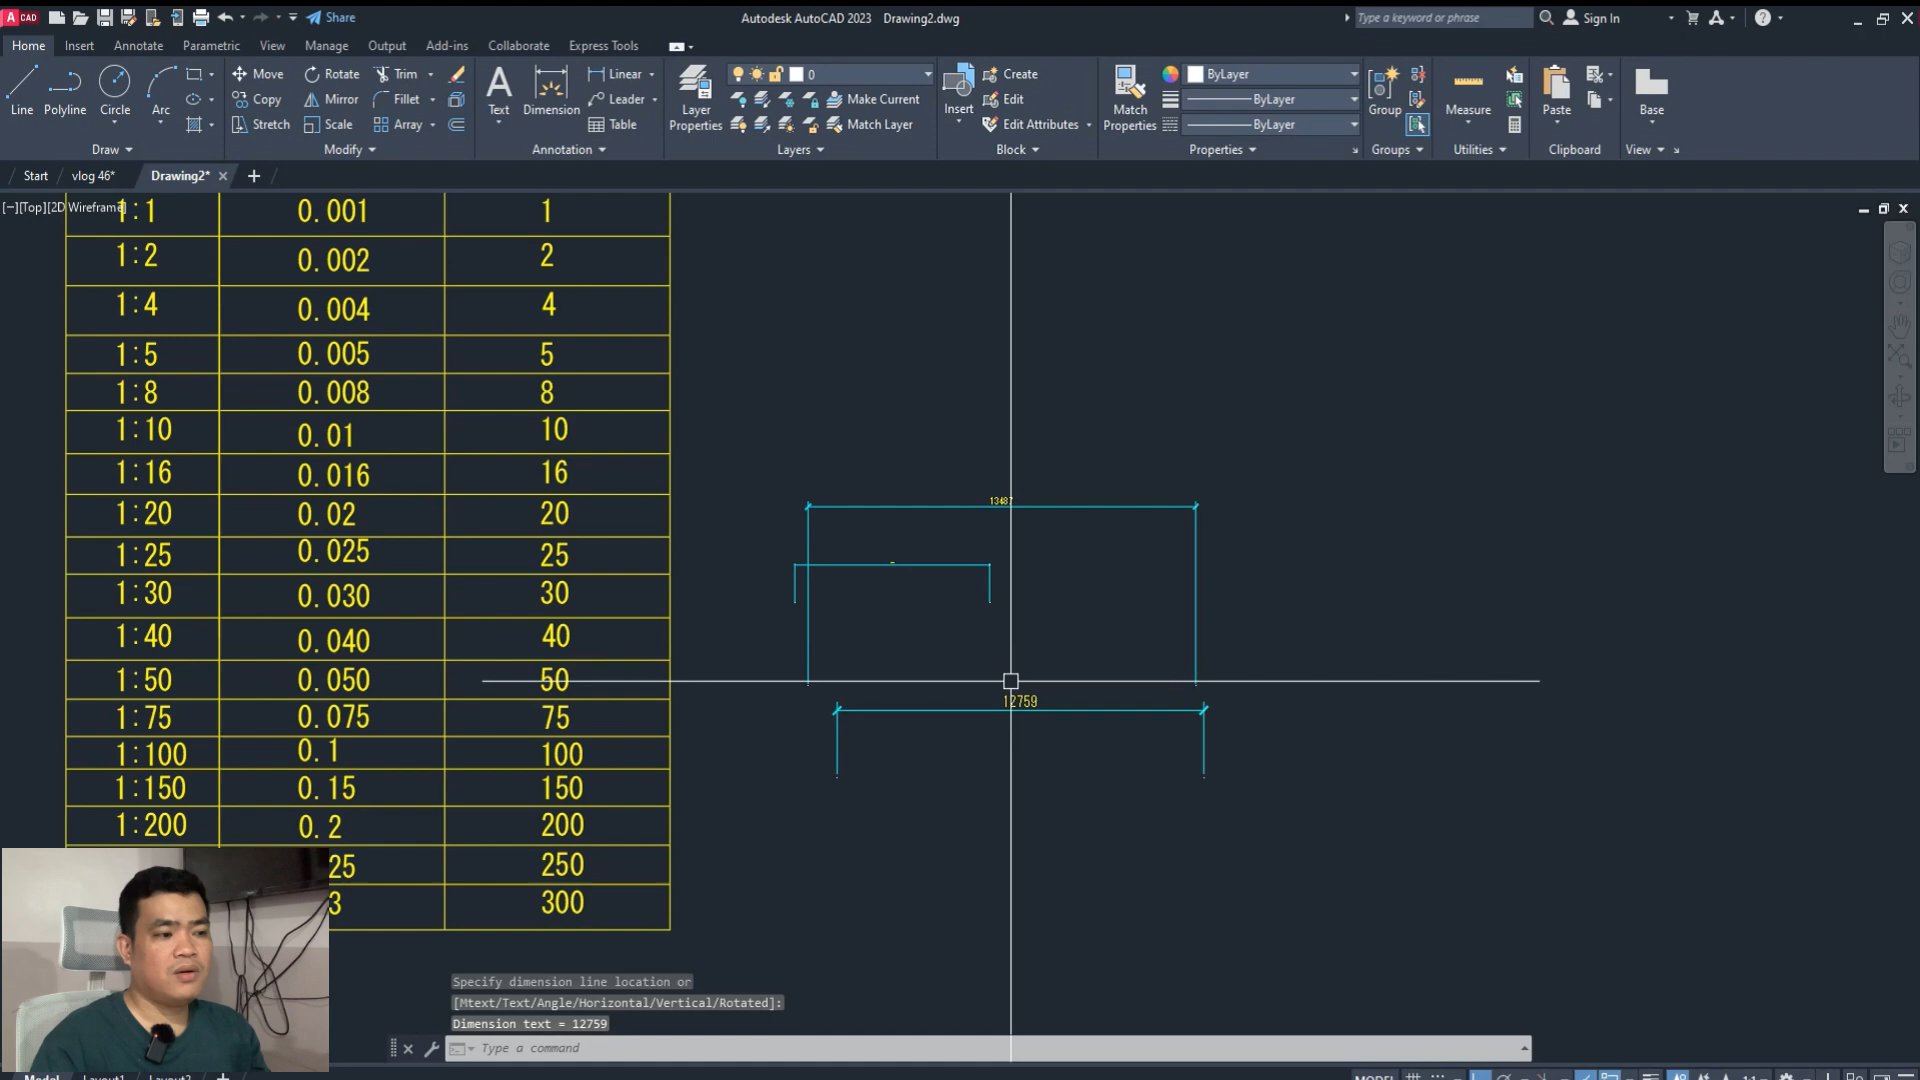 CAD
Share
Autodesk AutoCAD 2023 Drawing2.dwg
Type a keyword or phrase
Sign In
Home Insert Annotate Parametric View Manage Output Add-ins Collaborate Express Tools
Line Polyline Circle Arc
Move Rotate Trim
Copy Mirror Fillet
Stretch Scale Array
Text Dimension
Linear
Leader
Table
Layer Properties
0
Make Current
Match Layer
Insert
Create
Edit
Edit Attributes
Match Properties
ByLayer
ByLayer
ByLayer
Group
Measure
Paste
Base
Draw Modify Annotation Layers Block Properties Groups Utilities Clipboard View
Start vlog 46* Drawing2*
[−][Top][2D Wireframe]
1:1 0.001 1
1:2 0.002 2
1:4 0.004 4
1:5 0.005 5
1:8 0.008 8
1:10 0.01 10
1:16 0.016 16
1:20 0.02 20
1:25 0.025 25
1:30 0.030 30
1:40 0.040 40
1:50 0.050 50
1:75 0.075 75
1:100 0.1 100
1:150 0.15 150
1:200 0.2 200
25 250
3 300
13487
12759
Specify dimension line location or
[Mtext/Text/Angle/Horizontal/Vertical/Rotated]:
Dimension text = 12759
Type a command
Model Layout1 Layout2
MODEL 1:1